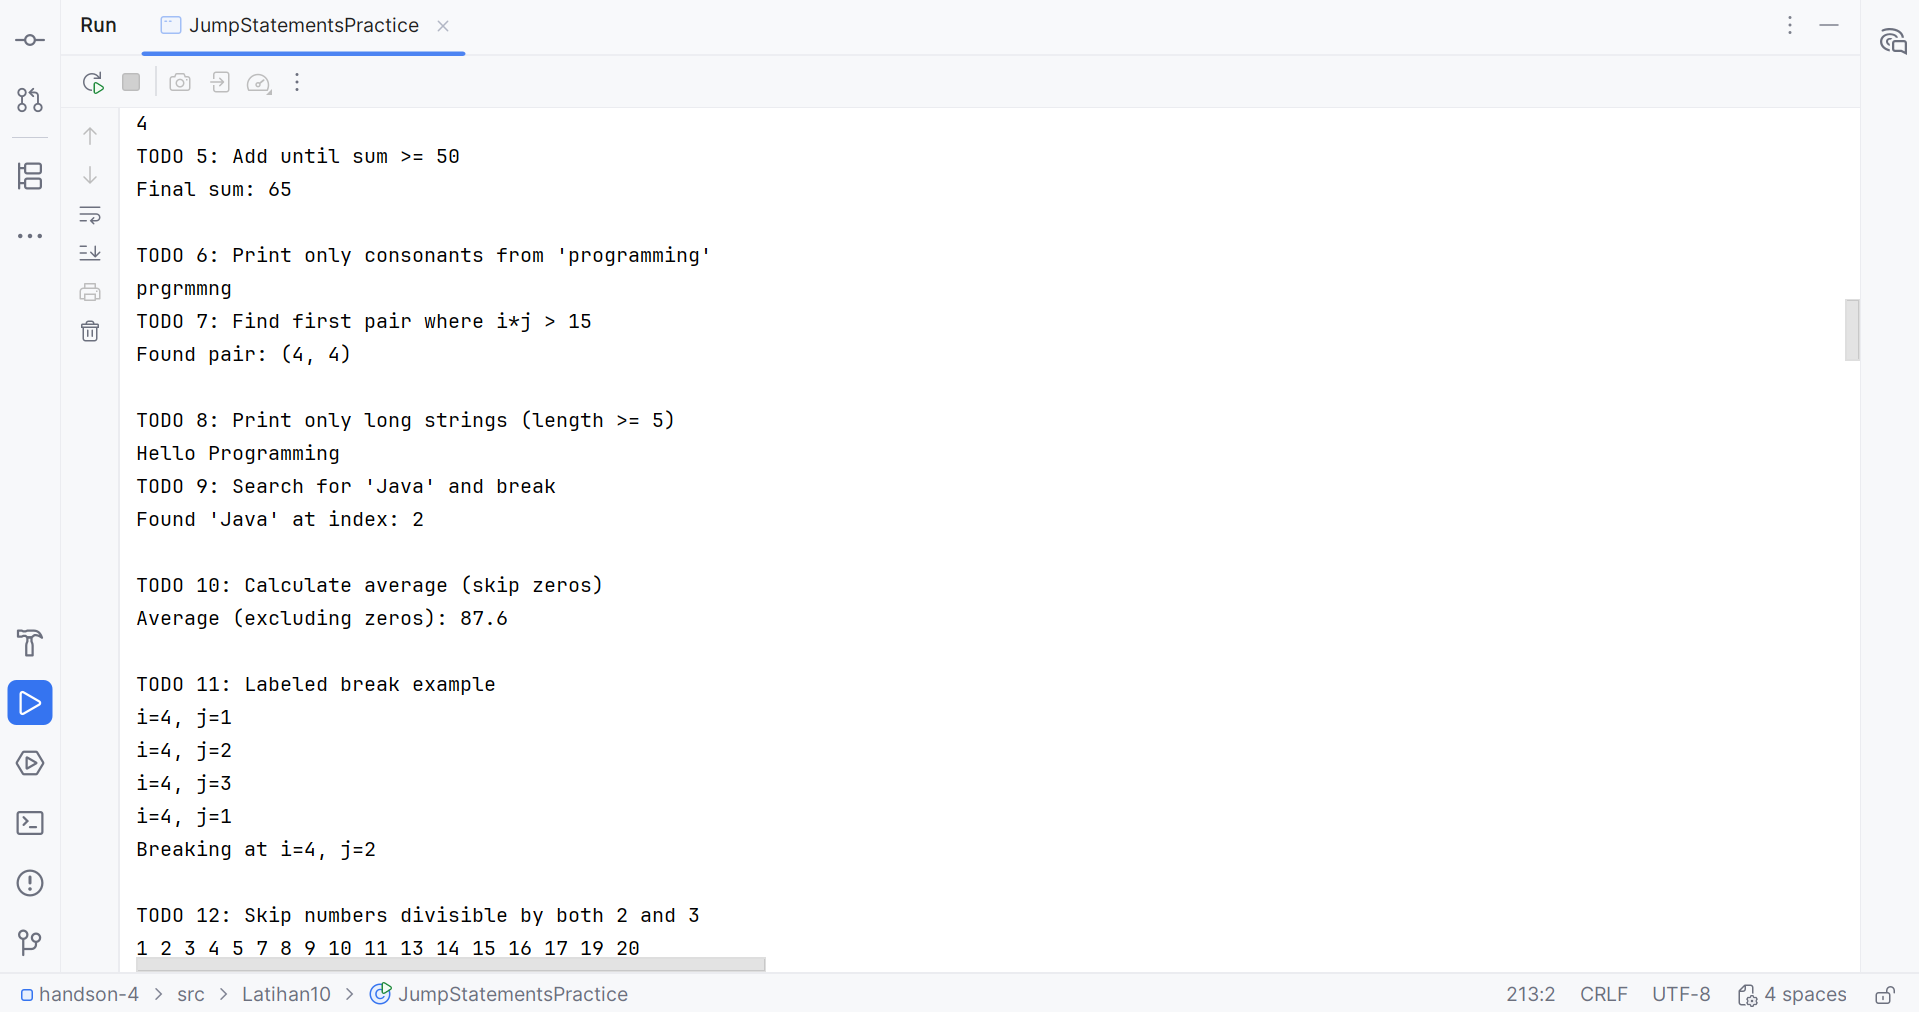 Run JumpStatementsPractice
4
TODO 5: Add until sum >= 50
Final sum: 65
TODO 6: Print only consonants from 'programming'
prgrmmng
TODO 7: Find first pair where i*j > 15
Found pair: (4, 4)
TODO 8: Print only long strings (length >= 5)
Hello Programming
TODO 9: Search for 'Java' and break
Found 'Java' at index: 2
TODO 10: Calculate average (skip zeros)
Average (excluding zeros): 87.6
TODO 11: Labeled break example
i=4, j=1
i=4, j=2
i=4, j=3
i=4, j=1
Breaking at i=4, j=2
TODO 12: Skip numbers divisible by both 2 and 3
1 2 3 4 5 7 8 9 10 11 13 14 15 16 17 19 20
handson-4 > src > Latihan10 > JumpStatementsPractice 213:2 CRLF UTF-8 4 spaces